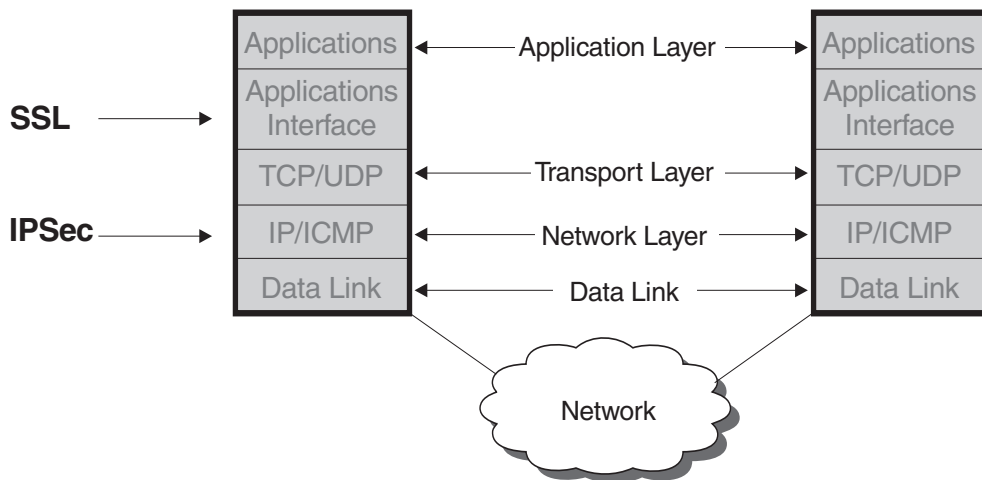 Applications
Application Layer
Applications
SSL
Applications
Interface
Applications
Interface
TCP/UDP
Transport Layer
TCP/UDP
IPSec
IP/ICMP
Network Layer
IP/ICMP
Data Link
Data Link
Data Link
Network